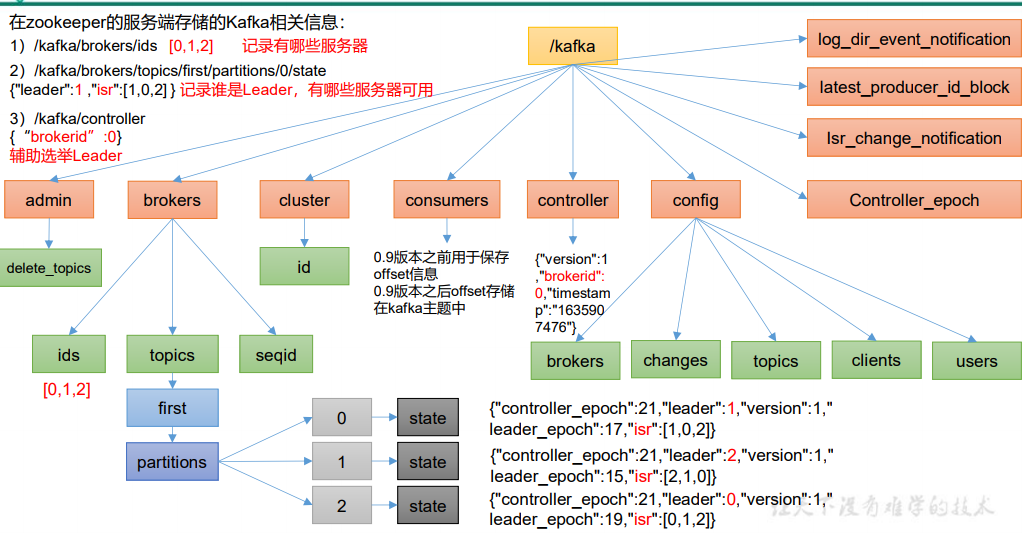 在zookeeper的服务端存储的Kafka相关信息：
1）/kafka/brokers/ids [0,1,2] 记录有哪些服务器
2）/kafka/brokers/topics/first/partitions/0/state
{"leader":1 ,"isr":[1,0,2] } 记录谁是Leader，有哪些服务器可用
3）/kafka/controller
{ “brokerid”:0}
辅助选举Leader
/kafka
log_dir_event_notification
latest_producer_id_block
Isr_change_notification
Controller_epoch
admin
brokers
cluster
consumers
controller
config
delete_topics
id
0.9版本之前用于保存
offset信息
0.9版本之后offset存储
在kafka主题中
{"version":1
,"brokerid":
0,"timestam
p":"163590
7476"}
ids
topics
seqid
brokers
changes
topics
clients
users
[0,1,2]
first
partitions
0
state
1
state
2
state
{"controller_epoch":21,"leader":1,"version":1,"
leader_epoch":17,"isr":[1,0,2]}
{"controller_epoch":21,"leader":2,"version":1,"
leader_epoch":15,"isr":[2,1,0]}
{"controller_epoch":21,"leader":0,"version":1,"
leader_epoch":19,"isr":[0,1,2]}
让天下没有难学的技术